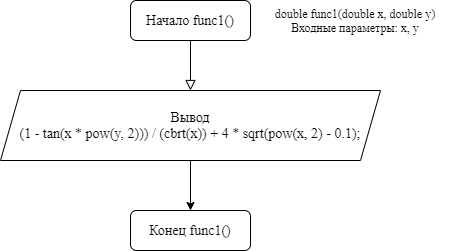 Начало func1()
double func1(double x, double y)
Входные параметры: x, y
Вывод
(1 - tan(x * pow(y, 2))) / (cbrt(x)) + 4 * sqrt(pow(x, 2) - 0.1);
Конец func1()